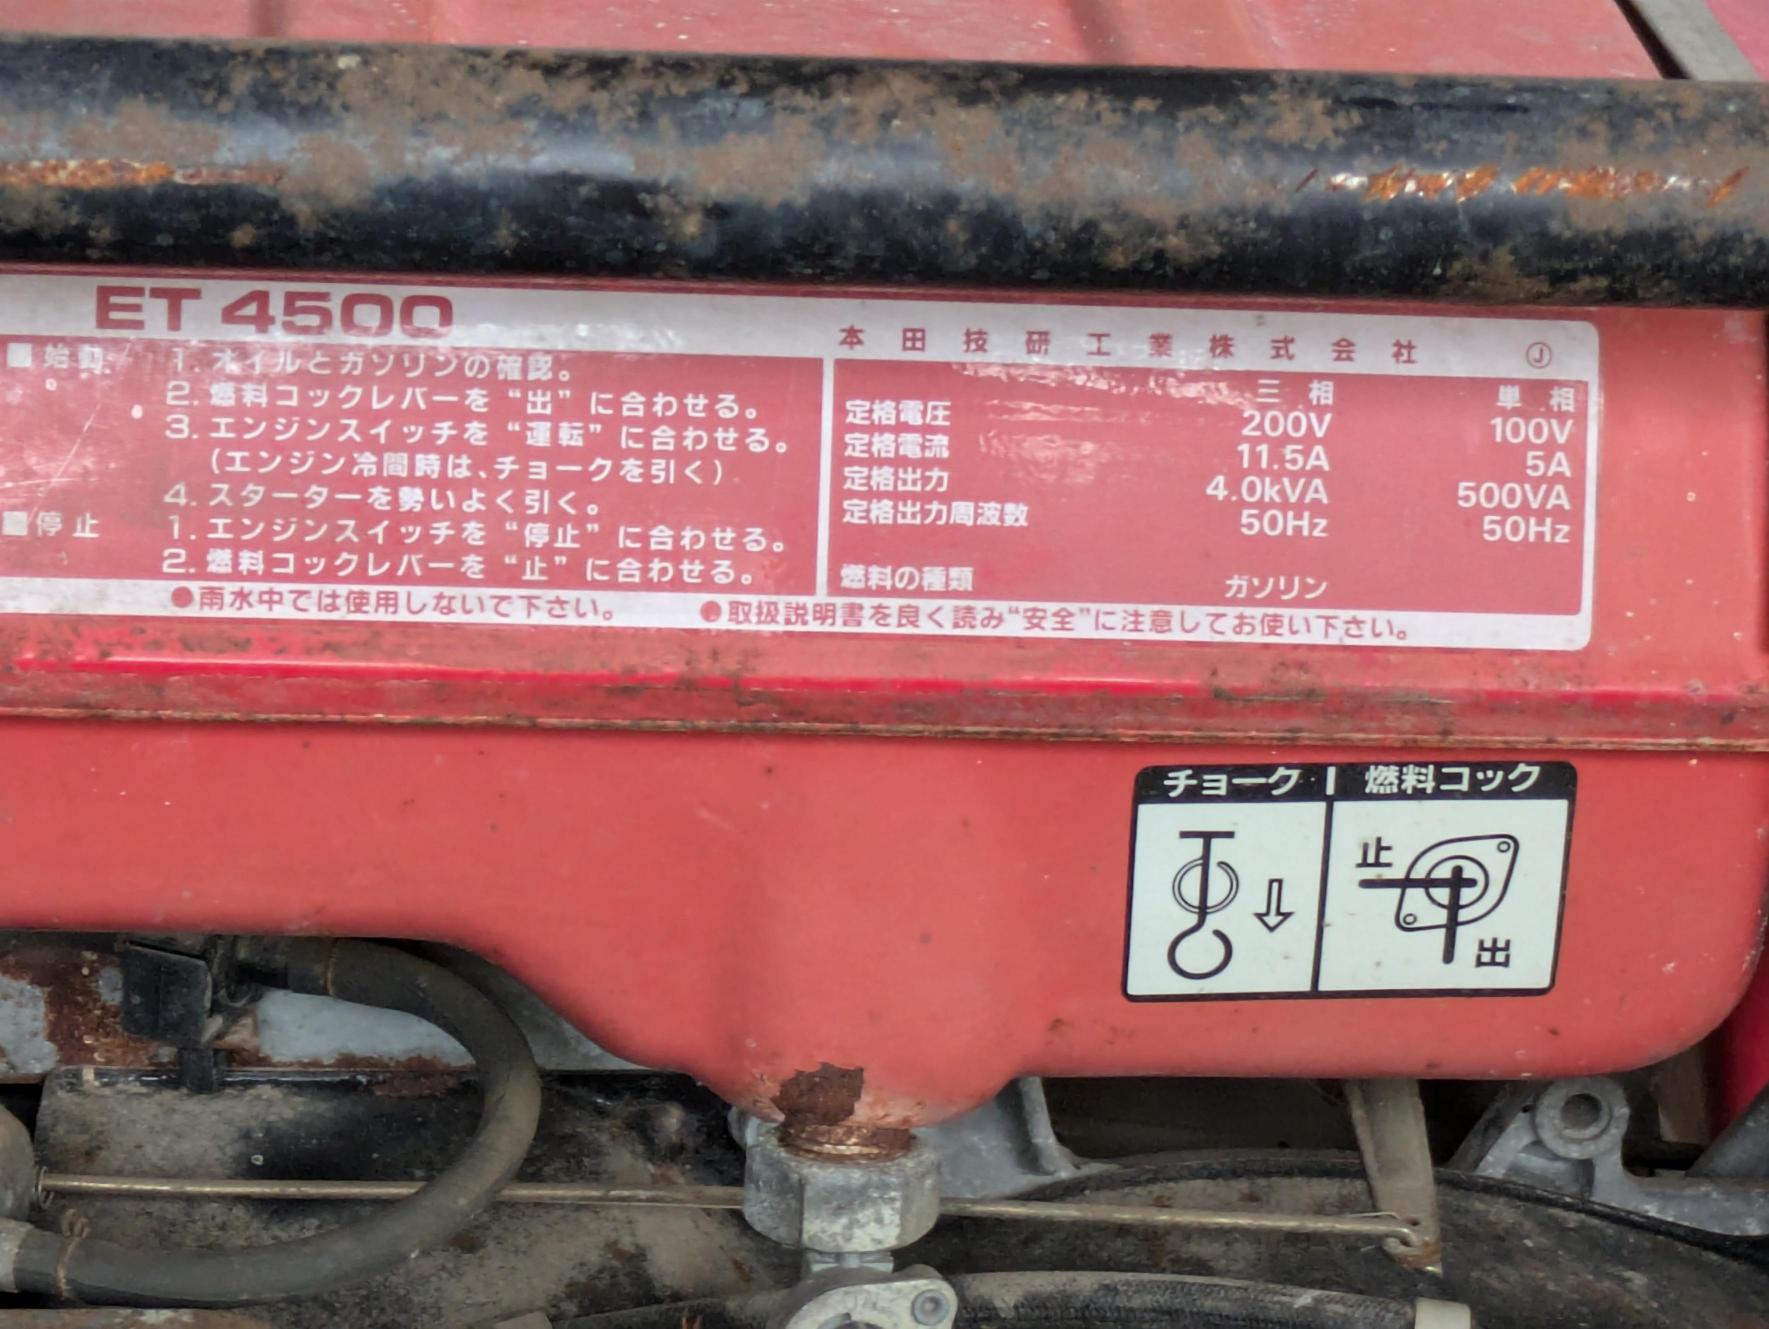 ET 4500
■始動 1. オイルとガソリンの確認。
2. 燃料コックレバーを“出”に合わせる。
3. エンジンスイッチを“運転”に合わせる。
(エンジン冷間時は、チョークを引く)
4. スターターを勢いよく引く。
■停止 1. エンジンスイッチを“停止”に合わせる。
2. 燃料コックレバーを“止”に合わせる。
本田技研工業株式会社 Ⓙ
三相 単相
定格電圧 200V 100V
定格電流 11.5A 5A
定格出力 4.0kVA 500VA
定格出力周波数 50Hz 50Hz
燃料の種類 ガソリン
●雨水中では使用しないで下さい。 ●取扱説明書を良く読み“安全”に注意してお使い下さい。
チョーク | 燃料コック
止
出